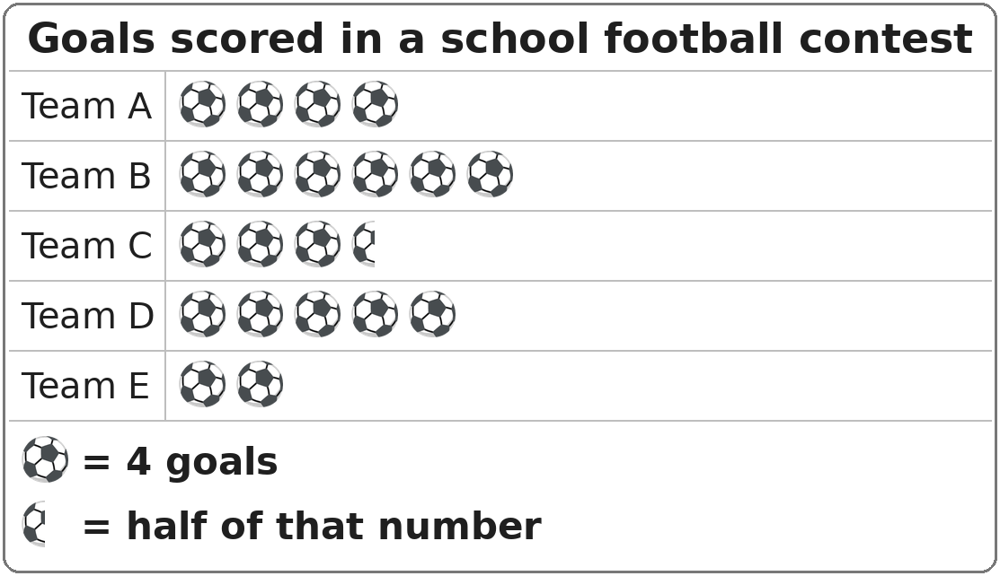 Goals scored in a school football contest
Team A
Team B
Team C
Team D
Team E
= 4 goals
= half of that number